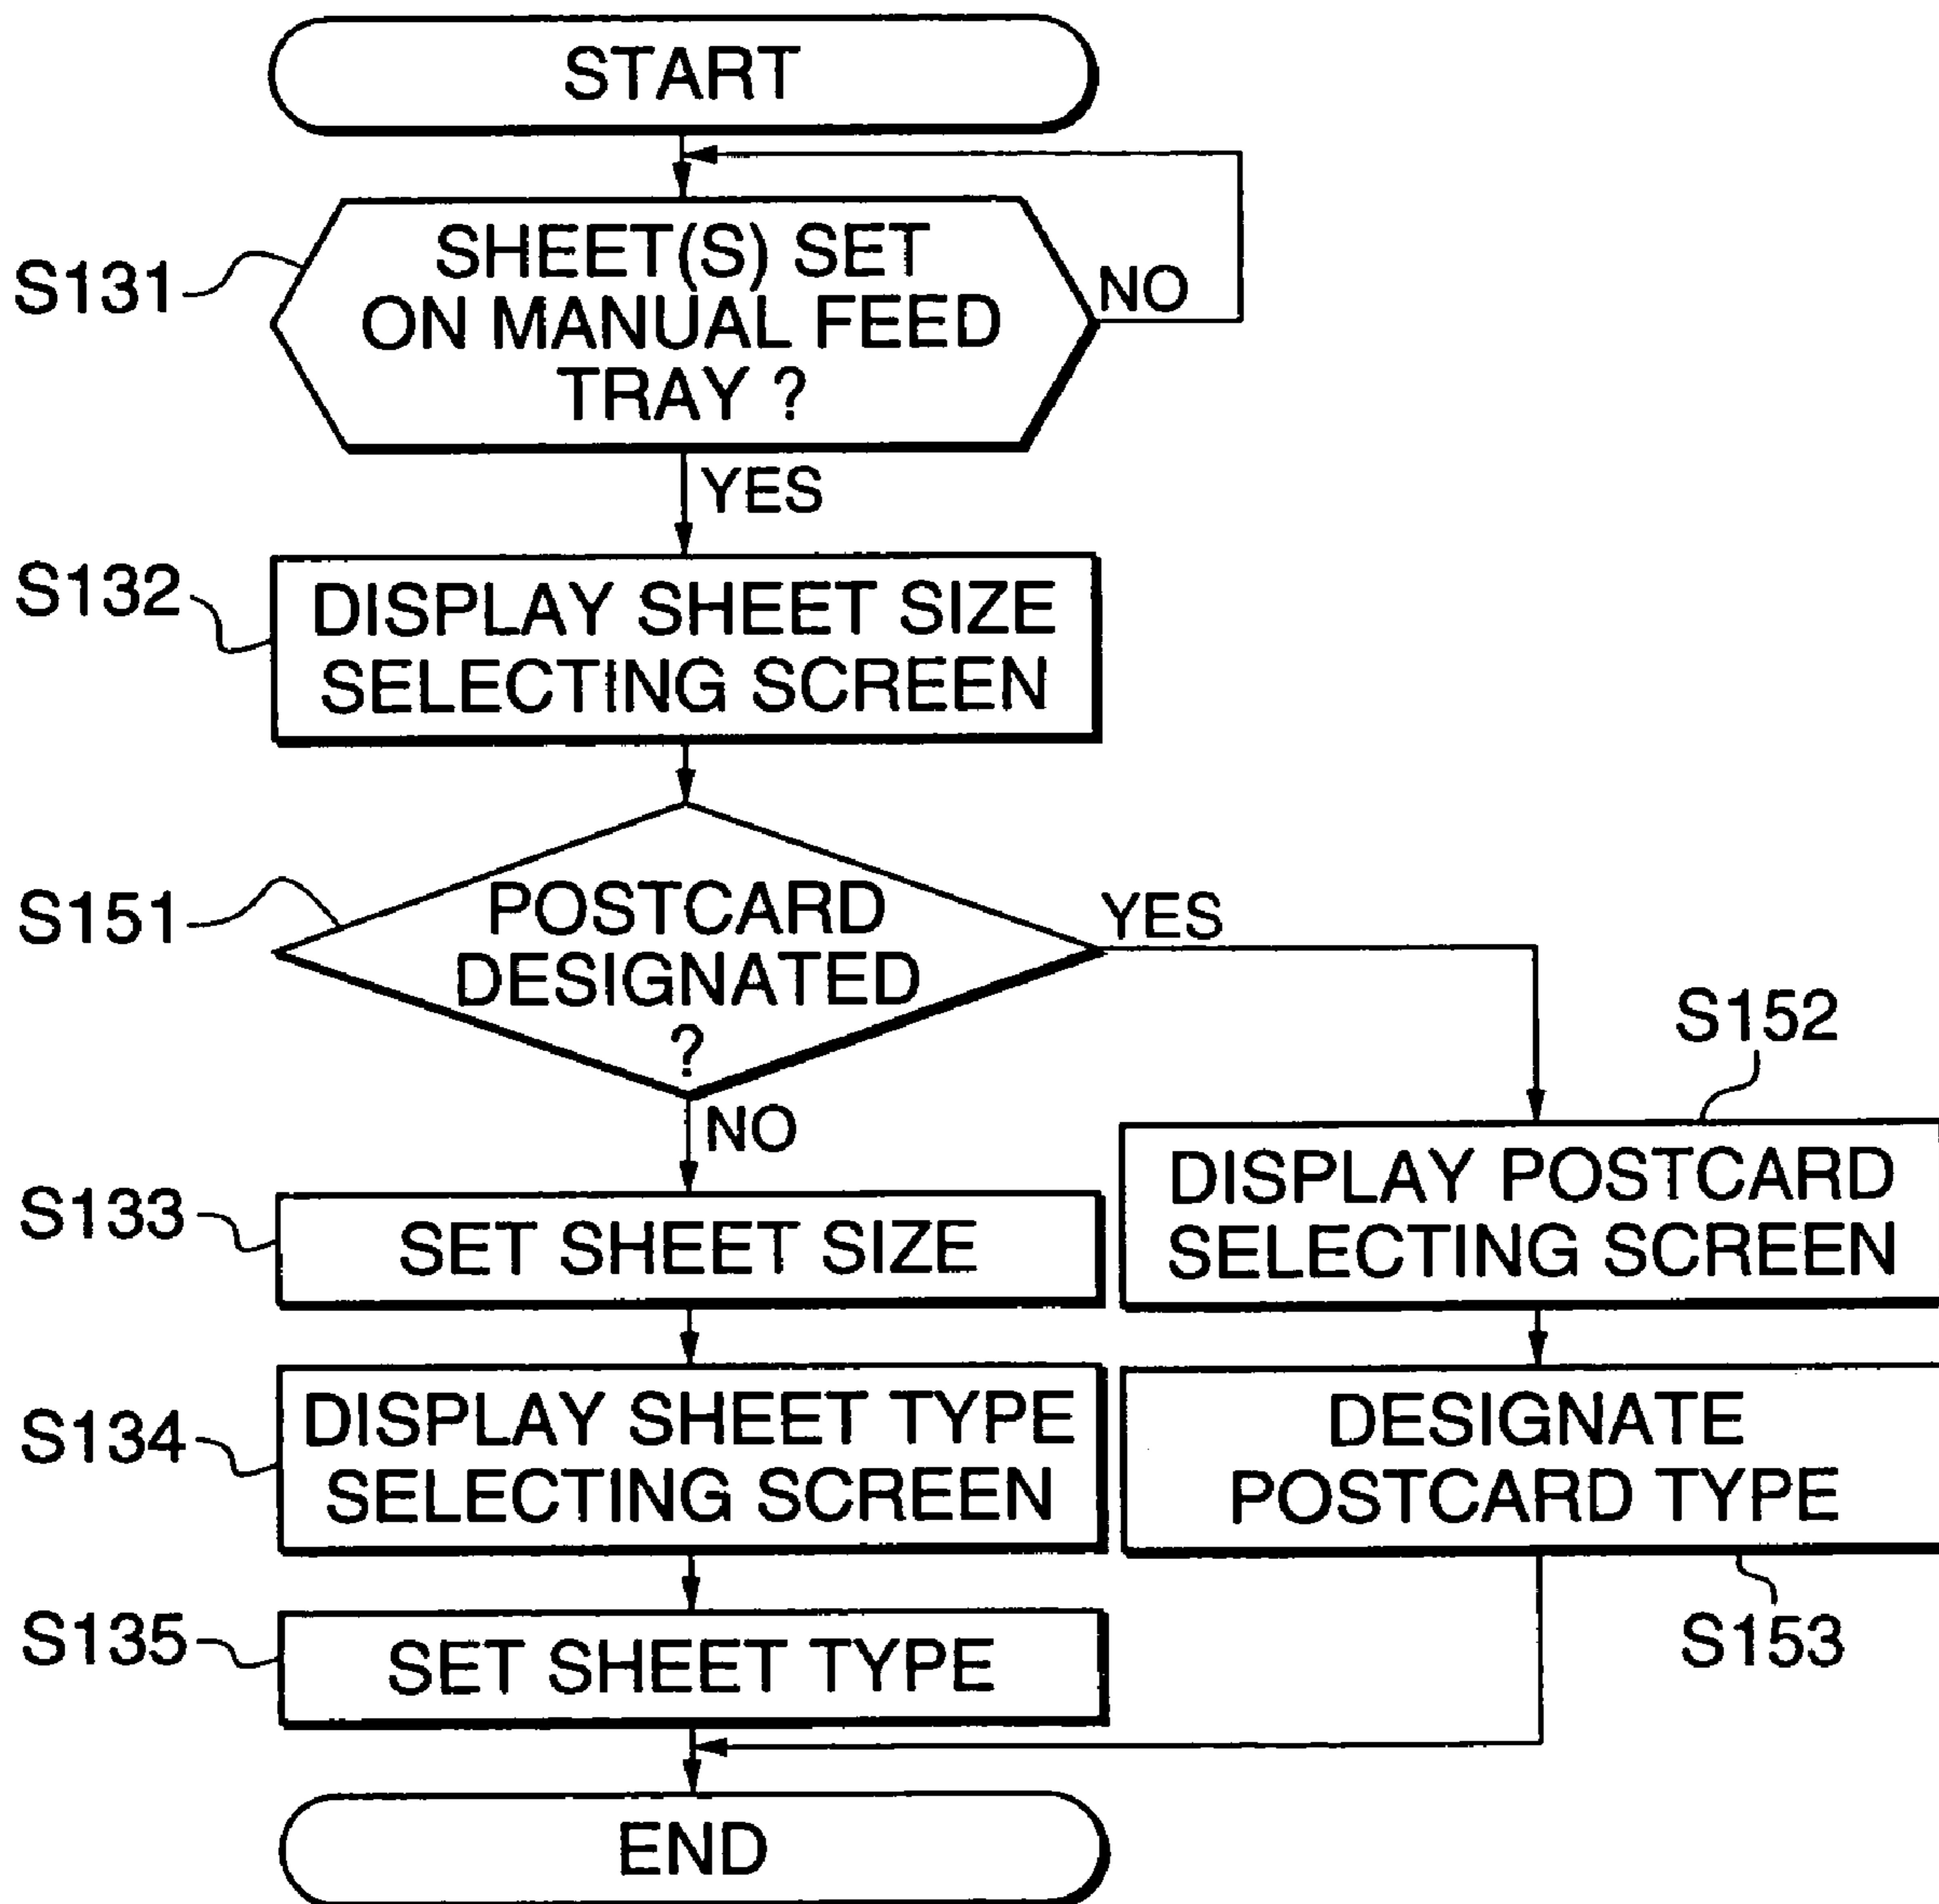 START
S131
SHEET(S) SET
ON MANUAL FEED
TRAY ?
NO
YES
S132
DISPLAY SHEET SIZE
SELECTING SCREEN
S151
POSTCARD
DESIGNATED
?
YES
NO
S152
DISPLAY POSTCARD
SELECTING SCREEN
S133
SET SHEET SIZE
S134
DISPLAY SHEET TYPE
SELECTING SCREEN
DESIGNATE
POSTCARD TYPE
S153
S135
SET SHEET TYPE
END